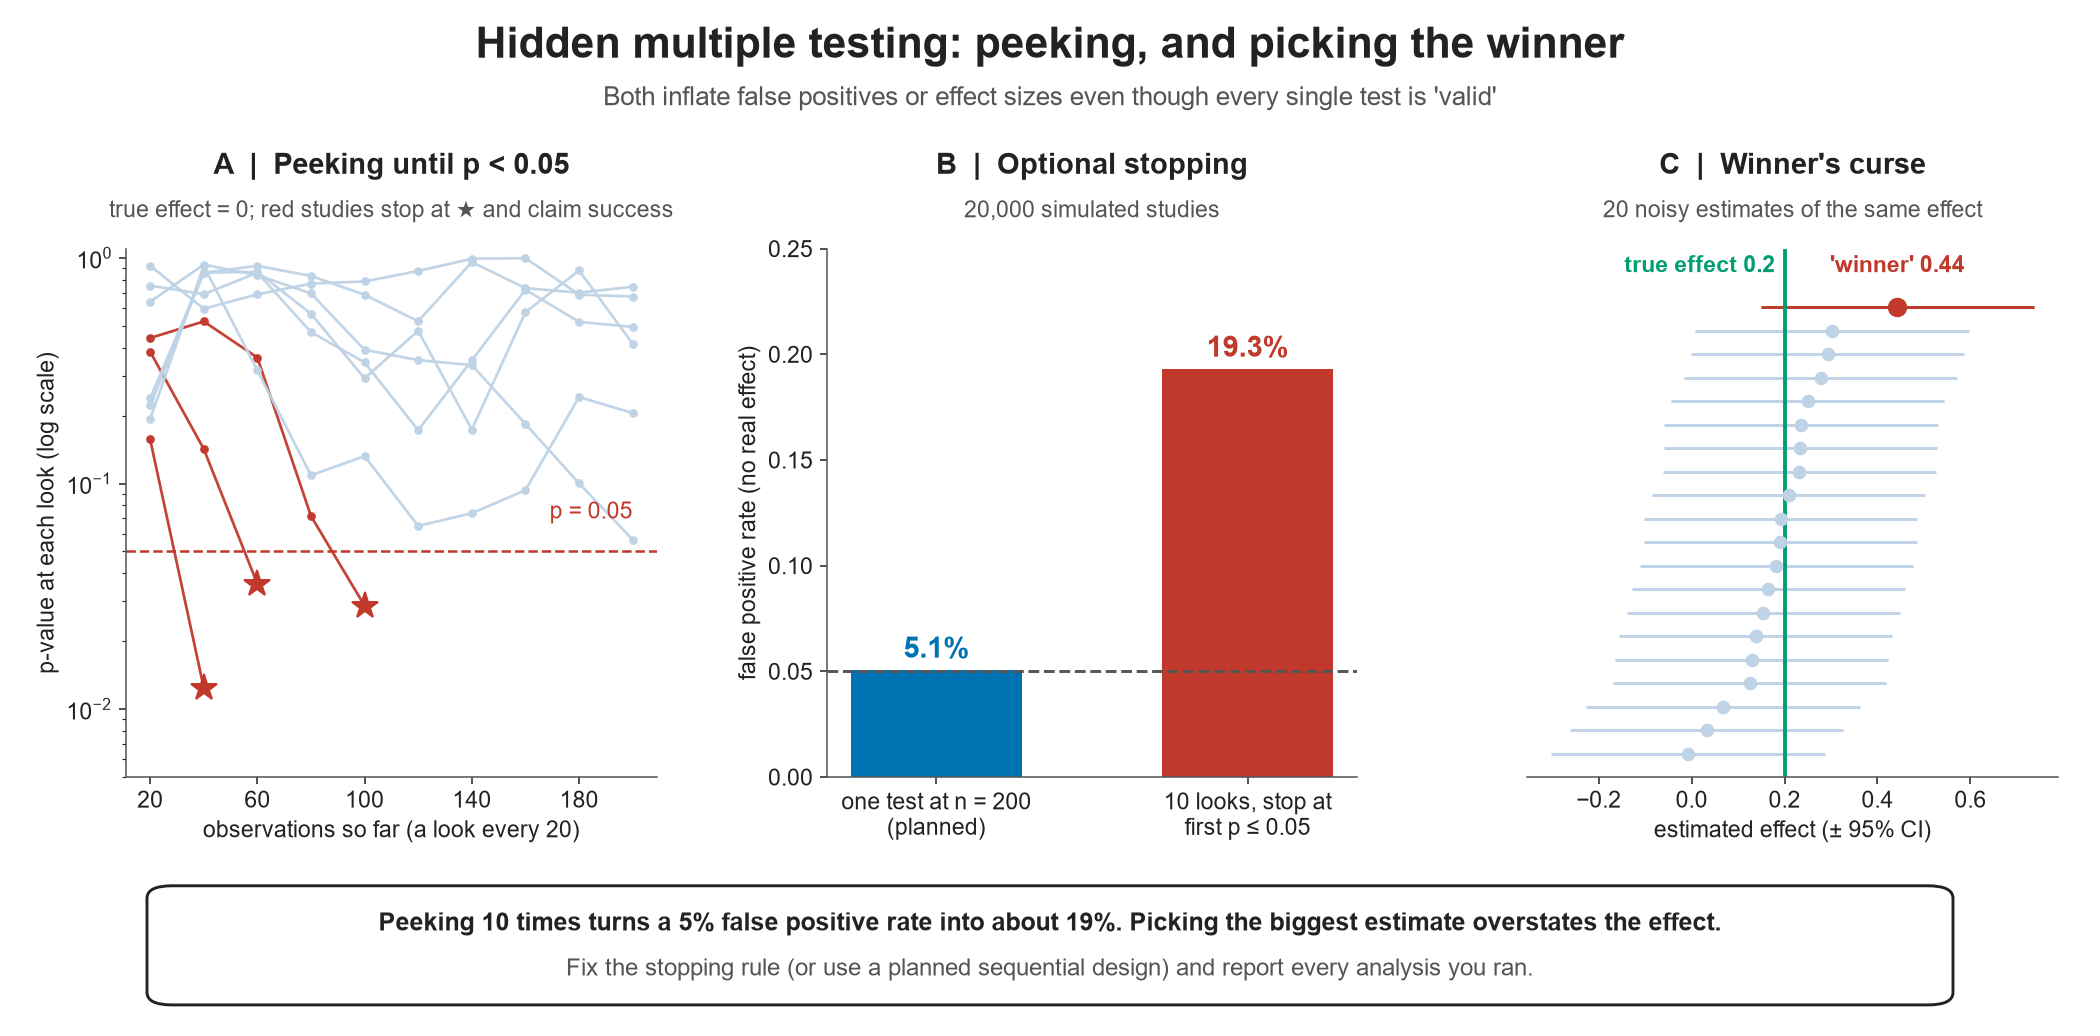 Hidden multiple testing: peeking, and picking the winner
Both inflate false positives or effect sizes even though every single test is 'valid'
A | Peeking until p < 0.05
true effect = 0; red studies stop at ★ and claim success
p-value at each look (log scale)
10⁰
10⁻¹
10⁻²
p = 0.05
20 60 100 140 180
observations so far (a look every 20)
B | Optional stopping
20,000 simulated studies
false positive rate (no real effect)
0.25
0.20
0.15
0.10
0.05
0.00
5.1%
19.3%
one test at n = 200
(planned)
10 looks, stop at
first p ≤ 0.05
C | Winner's curse
20 noisy estimates of the same effect
true effect 0.2
'winner' 0.44
−0.2 0.0 0.2 0.4 0.6
estimated effect (± 95% CI)
Peeking 10 times turns a 5% false positive rate into about 19%. Picking the biggest estimate overstates the effect.
Fix the stopping rule (or use a planned sequential design) and report every analysis you ran.